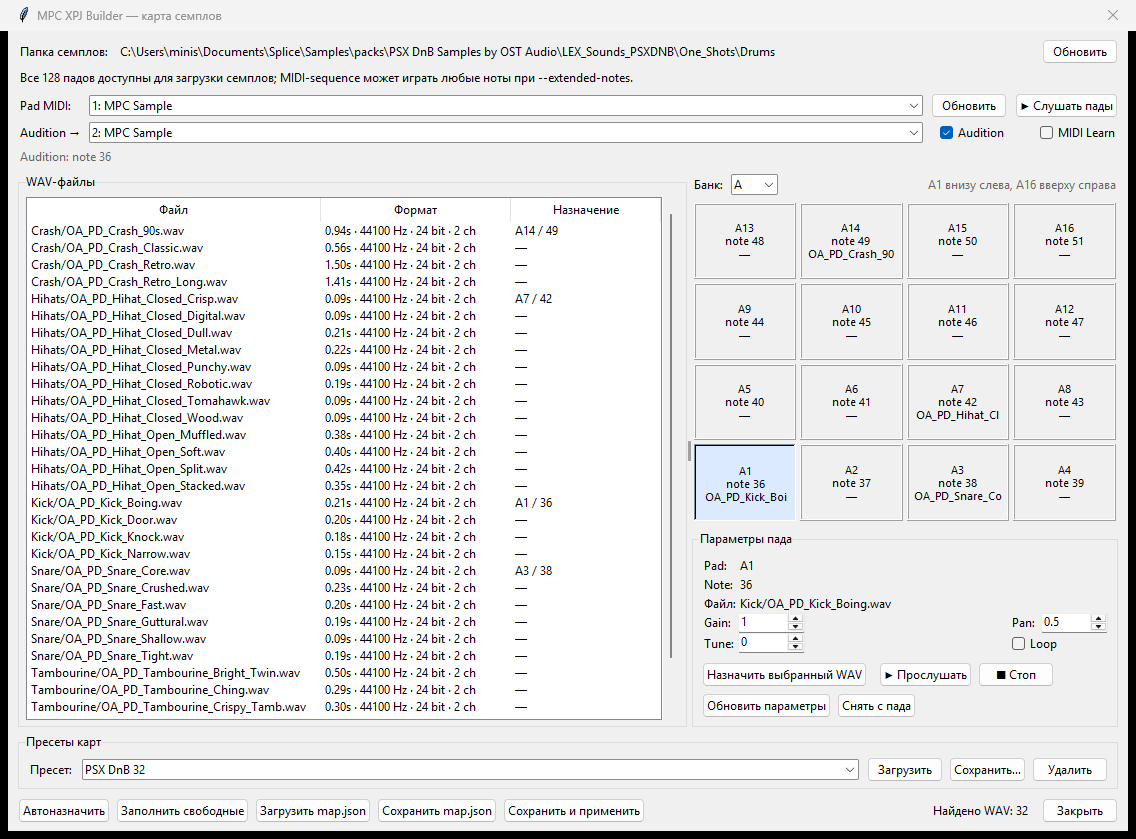 MPC XPJ Builder — карта семплов
Папка семплов: C:\Users\minis\Documents\Splice\Samples\packs\PSX DnB Samples by OST Audio\LEX_Sounds_PSXDNB\One_Shots\Drums Обновить
Все 128 падов доступны для загрузки семплов; MIDI-sequence может играть любые ноты при --extended-notes.
Pad MIDI: 1: MPC Sample Обновить ► Слушать пады
Audition → 2: MPC Sample Audition MIDI Learn
Audition: note 36
WAV-файлы
Файл Формат Назначение
Crash/OA_PD_Crash_90s.wav 0.94s · 44100 Hz · 24 bit · 2 ch A14 / 49
Crash/OA_PD_Crash_Classic.wav 0.56s · 44100 Hz · 24 bit · 2 ch —
Crash/OA_PD_Crash_Retro.wav 1.50s · 44100 Hz · 24 bit · 2 ch —
Crash/OA_PD_Crash_Retro_Long.wav 1.41s · 44100 Hz · 24 bit · 2 ch —
Hihats/OA_PD_Hihat_Closed_Crisp.wav 0.09s · 44100 Hz · 24 bit · 2 ch A7 / 42
Hihats/OA_PD_Hihat_Closed_Digital.wav 0.09s · 44100 Hz · 24 bit · 2 ch —
Hihats/OA_PD_Hihat_Closed_Dull.wav 0.21s · 44100 Hz · 24 bit · 2 ch —
Hihats/OA_PD_Hihat_Closed_Metal.wav 0.22s · 44100 Hz · 24 bit · 2 ch —
Hihats/OA_PD_Hihat_Closed_Punchy.wav 0.09s · 44100 Hz · 24 bit · 2 ch —
Hihats/OA_PD_Hihat_Closed_Robotic.wav 0.19s · 44100 Hz · 24 bit · 2 ch —
Hihats/OA_PD_Hihat_Closed_Tomahawk.wav 0.09s · 44100 Hz · 24 bit · 2 ch —
Hihats/OA_PD_Hihat_Closed_Wood.wav 0.09s · 44100 Hz · 24 bit · 2 ch —
Hihats/OA_PD_Hihat_Open_Muffled.wav 0.38s · 44100 Hz · 24 bit · 2 ch —
Hihats/OA_PD_Hihat_Open_Soft.wav 0.40s · 44100 Hz · 24 bit · 2 ch —
Hihats/OA_PD_Hihat_Open_Split.wav 0.42s · 44100 Hz · 24 bit · 2 ch —
Hihats/OA_PD_Hihat_Open_Stacked.wav 0.35s · 44100 Hz · 24 bit · 2 ch —
Kick/OA_PD_Kick_Boing.wav 0.21s · 44100 Hz · 24 bit · 2 ch A1 / 36
Kick/OA_PD_Kick_Door.wav 0.20s · 44100 Hz · 24 bit · 2 ch —
Kick/OA_PD_Kick_Knock.wav 0.18s · 44100 Hz · 24 bit · 2 ch —
Kick/OA_PD_Kick_Narrow.wav 0.15s · 44100 Hz · 24 bit · 2 ch —
Snare/OA_PD_Snare_Core.wav 0.09s · 44100 Hz · 24 bit · 2 ch A3 / 38
Snare/OA_PD_Snare_Crushed.wav 0.23s · 44100 Hz · 24 bit · 2 ch —
Snare/OA_PD_Snare_Fast.wav 0.20s · 44100 Hz · 24 bit · 2 ch —
Snare/OA_PD_Snare_Guttural.wav 0.19s · 44100 Hz · 24 bit · 2 ch —
Snare/OA_PD_Snare_Shallow.wav 0.09s · 44100 Hz · 24 bit · 2 ch —
Snare/OA_PD_Snare_Tight.wav 0.19s · 44100 Hz · 24 bit · 2 ch —
Tambourine/OA_PD_Tambourine_Bright_Twin.wav 0.50s · 44100 Hz · 24 bit · 2 ch —
Tambourine/OA_PD_Tambourine_Ching.wav 0.29s · 44100 Hz · 24 bit · 2 ch —
Tambourine/OA_PD_Tambourine_Crispy_Tamb.wav 0.30s · 44100 Hz · 24 bit · 2 ch —
Банк: A A1 внизу слева, A16 вверху справа
A13 A14 A15 A16
note 48 note 49 note 50 note 51
— OA_PD_Crash_90 — —
A9 A10 A11 A12
note 44 note 45 note 46 note 47
— — — —
A5 A6 A7 A8
note 40 note 41 note 42 note 43
— — OA_PD_Hihat_Cl —
A1 A2 A3 A4
note 36 note 37 note 38 note 39
OA_PD_Kick_Boi — OA_PD_Snare_Co —
Параметры пада
Pad: A1
Note: 36
Файл: Kick/OA_PD_Kick_Boing.wav
Gain: 1 Pan: 0.5
Tune: 0 Loop
Назначить выбранный WAV ► Прослушать ■ Стоп
Обновить параметры Снять с пада
Пресеты карт
Пресет: PSX DnB 32 Загрузить Сохранить... Удалить
Автоназначить Заполнить свободные Загрузить map.json Сохранить map.json Сохранить и применить Найдено WAV: 32 Закрыть